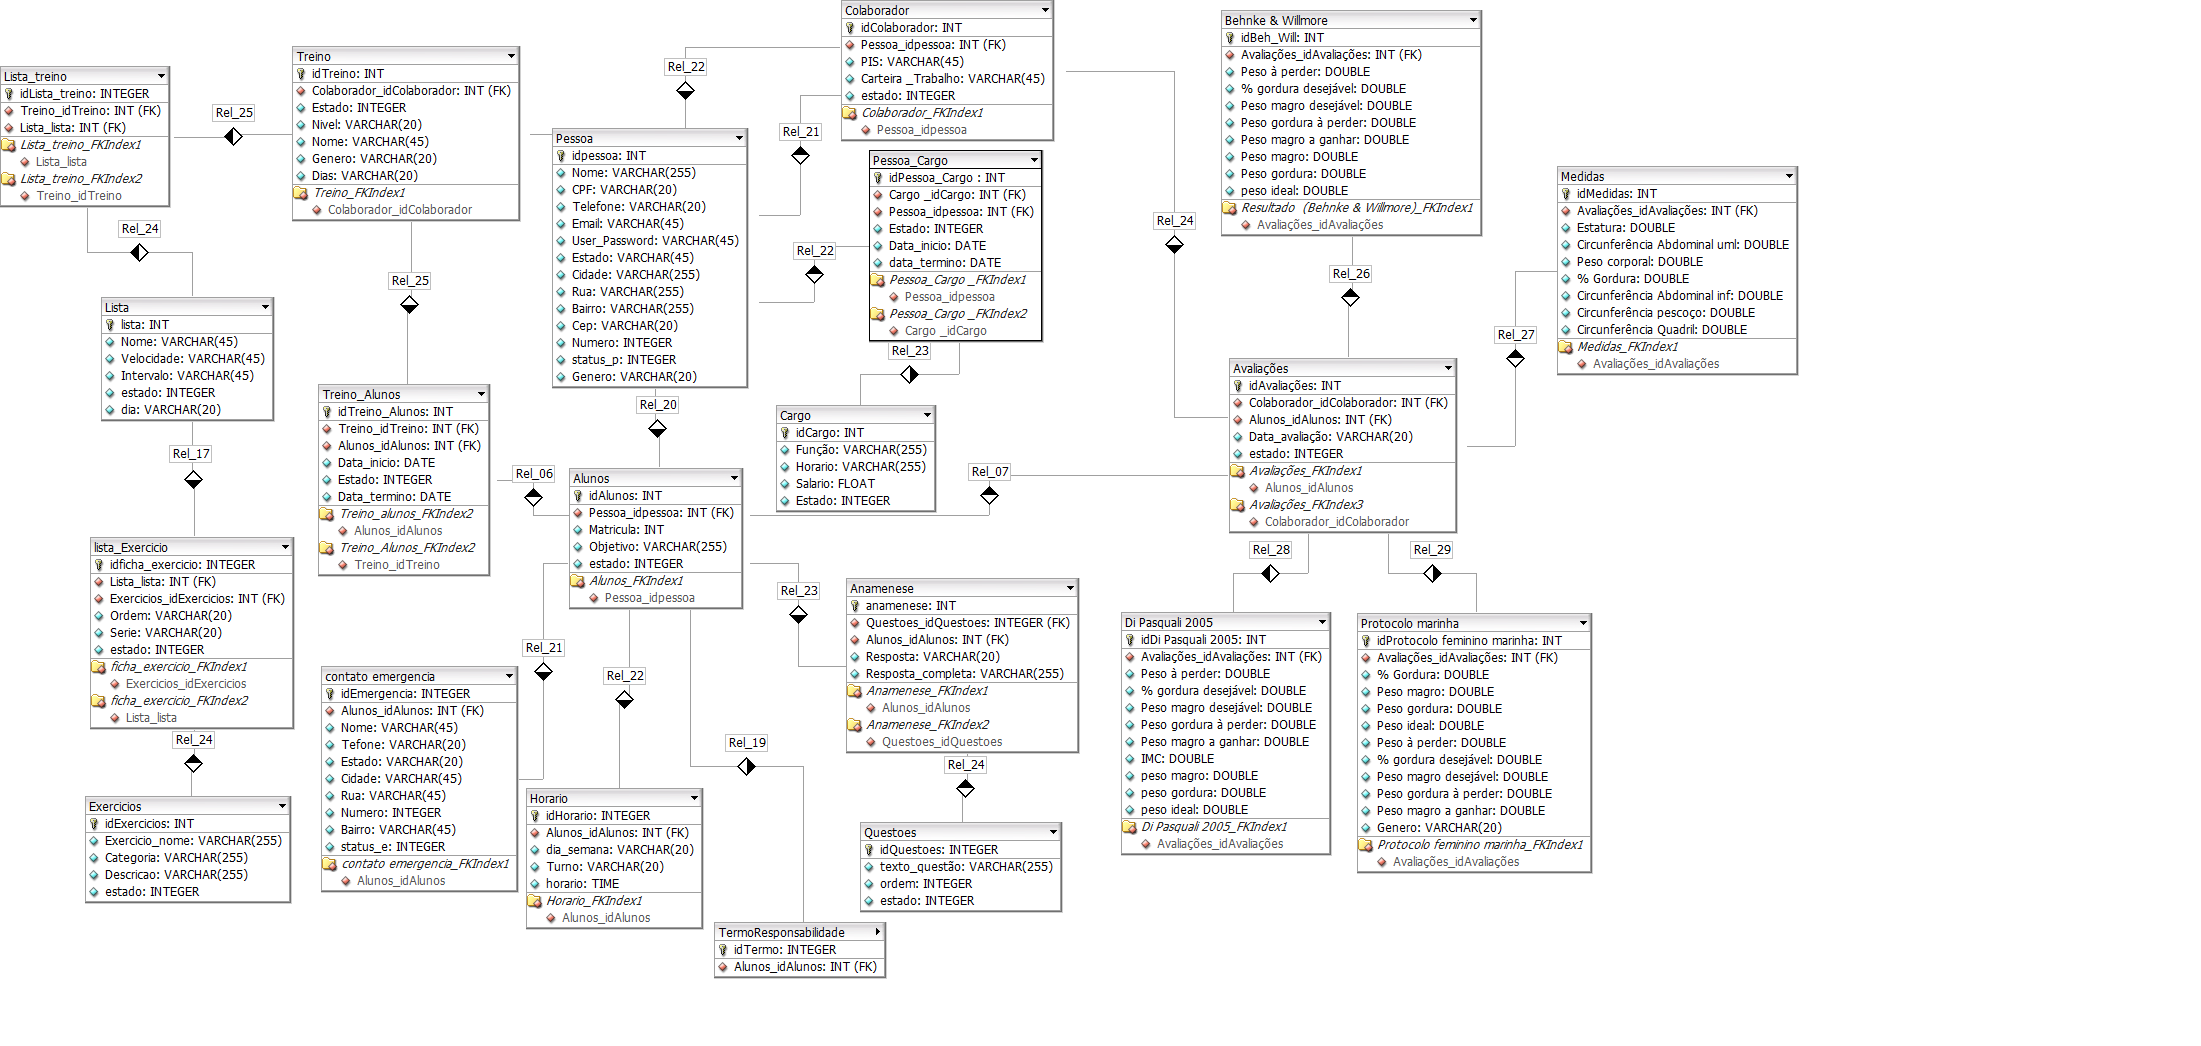 Lista_treino
idLista_treino: INTEGER
Treino_idTreino: INT (FK)
Lista_lista: INT (FK)
Lista_treino_FKIndex1
Lista_lista
Lista_treino_FKIndex2
Treino_idTreino
Rel_25
Treino
idTreino: INT
Colaborador_idColaborador: INT (FK)
Estado: INTEGER
Nivel: VARCHAR(20)
Nome: VARCHAR(45)
Genero: VARCHAR(20)
Dias: VARCHAR(20)
Treino_FKIndex1
Colaborador_idColaborador
Rel_24
Lista
lista: INT
Nome: VARCHAR(45)
Velocidade: VARCHAR(45)
Intervalo: VARCHAR(45)
estado: INTEGER
dia: VARCHAR(20)
Rel_17
lista_Exercicio
idficha_exercicio: INTEGER
Lista_lista: INT (FK)
Exercicios_idExercicios: INT (FK)
Ordem: VARCHAR(20)
Serie: VARCHAR(20)
estado: INTEGER
ficha_exercicio_FKIndex1
Exercicios_idExercicios
ficha_exercicio_FKIndex2
Lista_lista
Rel_24
Exercicios
idExercicios: INT
Exercicio_nome: VARCHAR(255)
Categoria: VARCHAR(255)
Descricao: VARCHAR(255)
estado: INTEGER
Rel_25
Treino_Alunos
idTreino_Alunos: INT
Treino_idTreino: INT (FK)
Alunos_idAlunos: INT (FK)
Data_inicio: DATE
Estado: INTEGER
Data_termino: DATE
Treino_alunos_FKIndex2
Alunos_idAlunos
Treino_Alunos_FKIndex2
Treino_idTreino
Rel_06
Rel_22
Pessoa
idpessoa: INT
Nome: VARCHAR(255)
CPF: VARCHAR(20)
Telefone: VARCHAR(20)
Email: VARCHAR(45)
User_Password: VARCHAR(45)
Estado: VARCHAR(45)
Cidade: VARCHAR(255)
Rua: VARCHAR(255)
Bairro: VARCHAR(255)
Cep: VARCHAR(20)
Numero: INTEGER
status_p: INTEGER
Genero: VARCHAR(20)
Rel_21
Rel_22
Colaborador
idColaborador: INT
Pessoa_idpessoa: INT (FK)
PIS: VARCHAR(45)
Carteira _Trabalho: VARCHAR(45)
estado: INTEGER
Colaborador_FKIndex1
Pessoa_idpessoa
Pessoa_Cargo
idPessoa_Cargo : INT
Cargo _idCargo: INT (FK)
Pessoa_idpessoa: INT (FK)
Estado: INTEGER
Data_inicio: DATE
data_termino: DATE
Pessoa_Cargo _FKIndex1
Pessoa_idpessoa
Pessoa_Cargo _FKIndex2
Cargo _idCargo
Rel_23
Cargo
idCargo: INT
Função: VARCHAR(255)
Horario: VARCHAR(255)
Salario: FLOAT
Estado: INTEGER
Rel_20
Alunos
idAlunos: INT
Pessoa_idpessoa: INT (FK)
Matricula: INT
Objetivo: VARCHAR(255)
estado: INTEGER
Alunos_FKIndex1
Pessoa_idpessoa
Rel_21
contato emergencia
idEmergencia: INTEGER
Alunos_idAlunos: INT (FK)
Nome: VARCHAR(45)
Tefone: VARCHAR(20)
Estado: VARCHAR(20)
Cidade: VARCHAR(45)
Rua: VARCHAR(45)
Numero: INTEGER
Bairro: VARCHAR(45)
status_e: INTEGER
contato emergencia_FKIndex1
Alunos_idAlunos
Rel_22
Horario
idHorario: INTEGER
Alunos_idAlunos: INT (FK)
dia_semana: VARCHAR(20)
Turno: VARCHAR(20)
horario: TIME
Horario_FKIndex1
Alunos_idAlunos
Rel_19
TermoResponsabilidade
idTermo: INTEGER
Alunos_idAlunos: INT (FK)
Rel_23
Anamenese
anamenese: INT
Questoes_idQuestoes: INTEGER (FK)
Alunos_idAlunos: INT (FK)
Resposta: VARCHAR(20)
Resposta_completa: VARCHAR(255)
Anamenese_FKIndex1
Alunos_idAlunos
Anamenese_FKIndex2
Questoes_idQuestoes
Rel_24
Questoes
idQuestoes: INTEGER
texto_questão: VARCHAR(255)
ordem: INTEGER
estado: INTEGER
Rel_07
Rel_24
Behnke & Willmore
idBeh_Will: INT
Avaliações_idAvaliações: INT (FK)
Peso à perder: DOUBLE
% gordura desejável: DOUBLE
Peso magro desejável: DOUBLE
Peso gordura à perder: DOUBLE
Peso magro a ganhar: DOUBLE
Peso magro: DOUBLE
Peso gordura: DOUBLE
peso ideal: DOUBLE
Resultado (Behnke & Willmore)_FKIndex1
Avaliações_idAvaliações
Rel_26
Avaliações
idAvaliações: INT
Colaborador_idColaborador: INT (FK)
Alunos_idAlunos: INT (FK)
Data_avaliação: VARCHAR(20)
estado: INTEGER
Avaliações_FKIndex1
Alunos_idAlunos
Avaliações_FKIndex3
Colaborador_idColaborador
Rel_27
Medidas
idMedidas: INT
Avaliações_idAvaliações: INT (FK)
Estatura: DOUBLE
Circunferência Abdominal uml: DOUBLE
Peso corporal: DOUBLE
% Gordura: DOUBLE
Circunferência Abdominal inf: DOUBLE
Circunferência pescoço: DOUBLE
Circunferência Quadril: DOUBLE
Medidas_FKIndex1
Avaliações_idAvaliações
Rel_28
Di Pasquali 2005
idDi Pasquali 2005: INT
Avaliações_idAvaliações: INT (FK)
Peso à perder: DOUBLE
% gordura desejável: DOUBLE
Peso magro desejável: DOUBLE
Peso gordura à perder: DOUBLE
Peso magro a ganhar: DOUBLE
IMC: DOUBLE
peso magro: DOUBLE
peso gordura: DOUBLE
peso ideal: DOUBLE
Di Pasquali 2005_FKIndex1
Avaliações_idAvaliações
Rel_29
Protocolo marinha
idProtocolo feminino marinha: INT
Avaliações_idAvaliações: INT (FK)
% Gordura: DOUBLE
Peso magro: DOUBLE
Peso gordura: DOUBLE
Peso ideal: DOUBLE
Peso à perder: DOUBLE
% gordura desejável: DOUBLE
Peso magro desejável: DOUBLE
Peso gordura à perder: DOUBLE
Peso magro a ganhar: DOUBLE
Genero: VARCHAR(20)
Protocolo feminino marinha_FKIndex1
Avaliações_idAvaliações